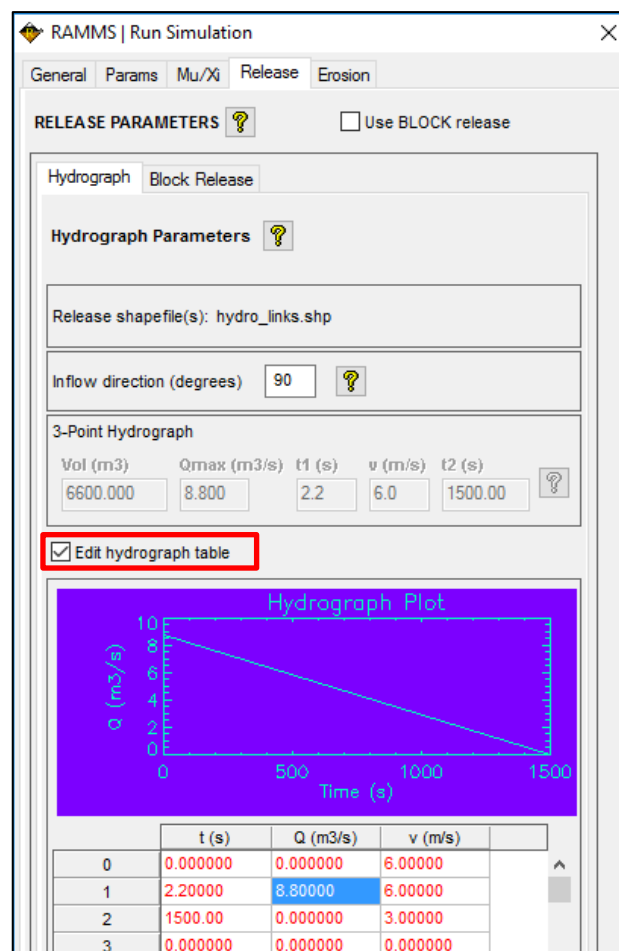 RAMMS | Run Simulation
General Params Mu/Xi Release Erosion
RELEASE PARAMETERS ? Use BLOCK release
Hydrograph Block Release
Hydrograph Parameters ?
Release shapefile(s): hydro_links.shp
Inflow direction (degrees) 90 ?
3-Point Hydrograph
Vol (m3) Qmax (m3/s) t1 (s) v (m/s) t2 (s)
6600.000 8.800 2.2 6.0 1500.00 ?
Edit hydrograph table
Hydrograph Plot
10
8
6
4
2
0
Q (m3/s)
0 500 1000 1500
Time (s)
t (s) Q (m3/s) v (m/s)
0 0.000000 0.000000 6.00000
1 2.20000 8.80000 6.00000
2 1500.00 0.000000 3.00000
3 0.000000 0.000000 0.000000